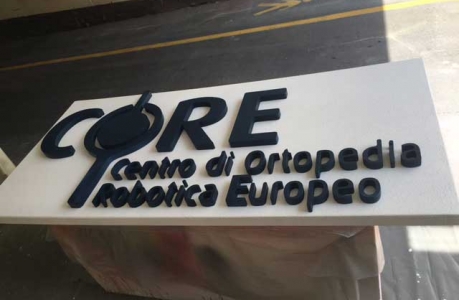 CORE
Centro di Ortopedia
Robotica Europeo